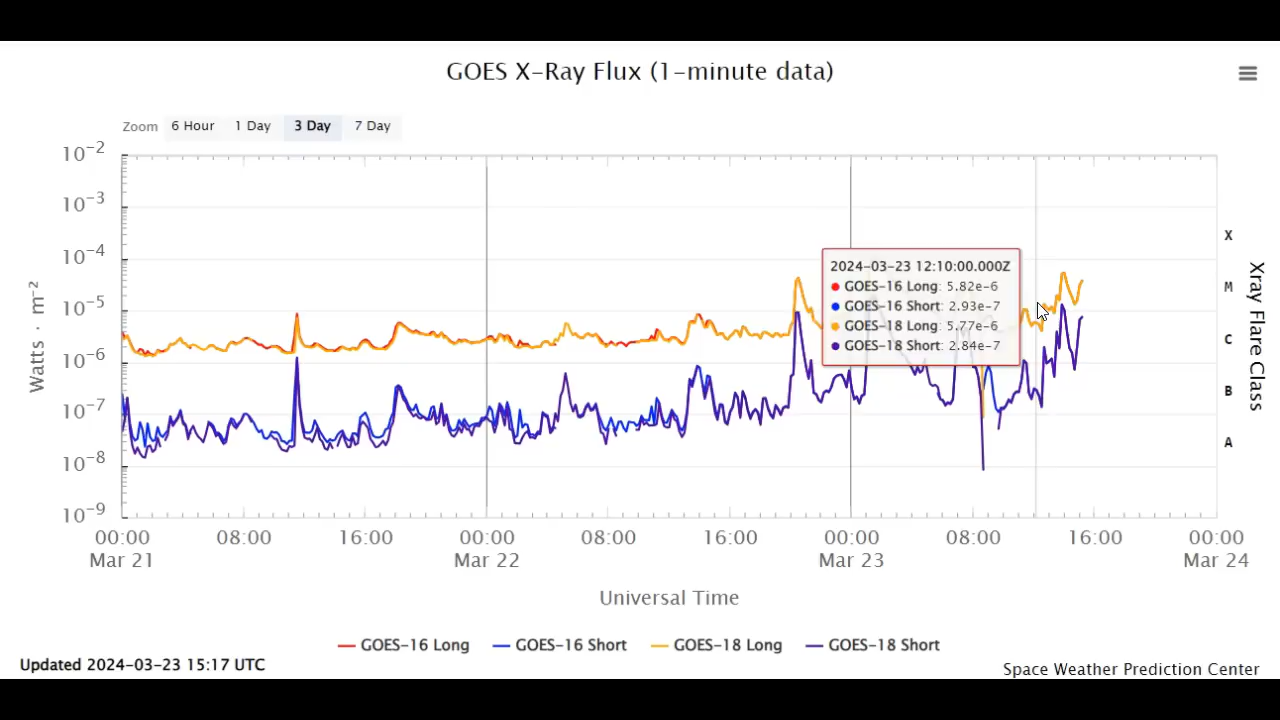 GOES X-Ray Flux (1-minute data)
Zoom 6 Hour 1 Day 3 Day 7 Day
10⁻²
10⁻³
10⁻⁴
10⁻⁵
10⁻⁶
10⁻⁷
10⁻⁸
10⁻⁹
Watts · m⁻²
X
M
C
B
A
Xray Flare Class
2024-03-23 12:10:00.000Z
GOES-16 Long: 5.82e-6
GOES-16 Short: 2.93e-7
GOES-18 Long: 5.77e-6
GOES-18 Short: 2.84e-7
00:00 08:00 16:00 00:00 08:00 16:00 00:00 08:00 16:00 00:00
Mar 21 Mar 22 Mar 23 Mar 24
Universal Time
GOES-16 Long GOES-16 Short GOES-18 Long GOES-18 Short
Updated 2024-03-23 15:17 UTC
Space Weather Prediction Center